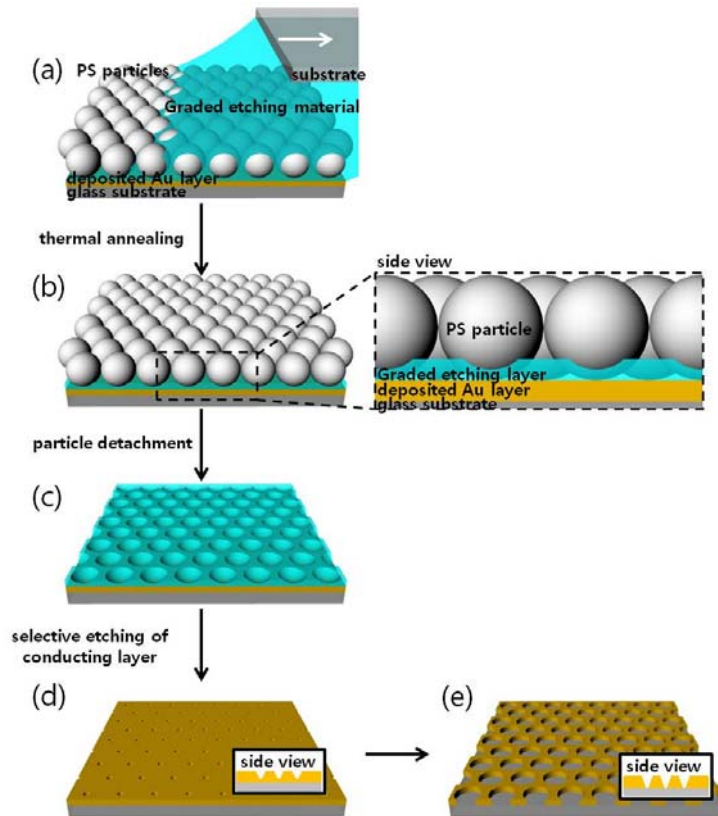 (a)
PS particles
substrate
Graded etching material
deposited Au layer
glass substrate
thermal annealing
(b)
side view
PS particle
Graded etching layer
deposited Au layer
glass substrate
particle detachment
(c)
selective etching of
conducting layer
(d)
side view
(e)
side view